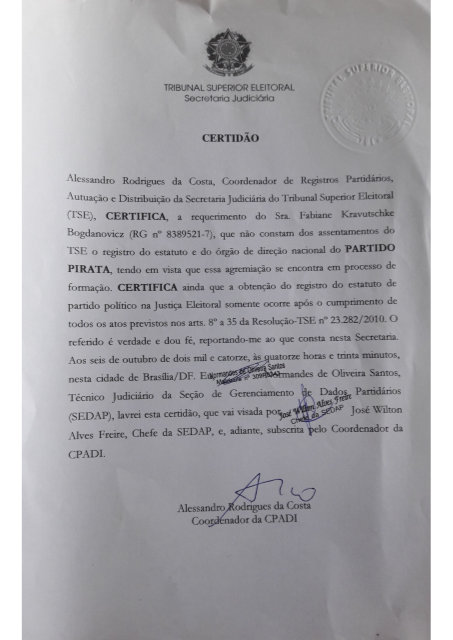 TRIBUNAL SUPERIOR ELEITORAL
Secretaria Judiciária
TRIBUNAL SUPERIOR ELEITORAL
CERTIDÃO
Alessandro Rodrigues da Costa, Coordenador de Registros Partidários,
Autuação e Distribuição da Secretaria Judiciária do Tribunal Superior Eleitoral
(TSE), CERTIFICA, a requerimento do Sra. Fabiane Kravutschke
Bogdanovicz (RG nº 8389521-7), que não constam dos assentamentos do
TSE o registro do estatuto e do órgão de direção nacional do PARTIDO
PIRATA, tendo em vista que essa agremiação se encontra em processo de
formação. CERTIFICA ainda que a obtenção do registro do estatuto de
partido político na Justiça Eleitoral somente ocorre após o cumprimento de
todos os atos previstos nos arts. 8º a 35 da Resolução-TSE nº 23.282/2010. O
referido é verdade e dou fé, reportando-me ao que consta nesta Secretaria.
Aos seis de outubro de dois mil e catorze, às quatorze horas e trinta minutos,
nesta cidade de Brasília/DF. Normandes de Oliveira Santos,
Normandes de Oliveira Santos
Técnico Judiciário da Seção de Gerenciamento de Dados Partidários
(SEDAP), lavrei esta certidão, que vai visada por José Wilton
José Wilton Alves Freire
Chefe da SEDAP
Alves Freire, Chefe da SEDAP, e, adiante, subscrita pelo Coordenador da
CPADI.
Alessandro Rodrigues da Costa
Coordenador da CPADI